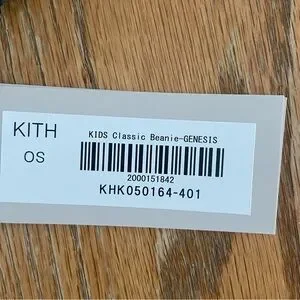 KITH
KIDS Classic Beanie-GENESIS
OS
2000151842
KHK050164-401